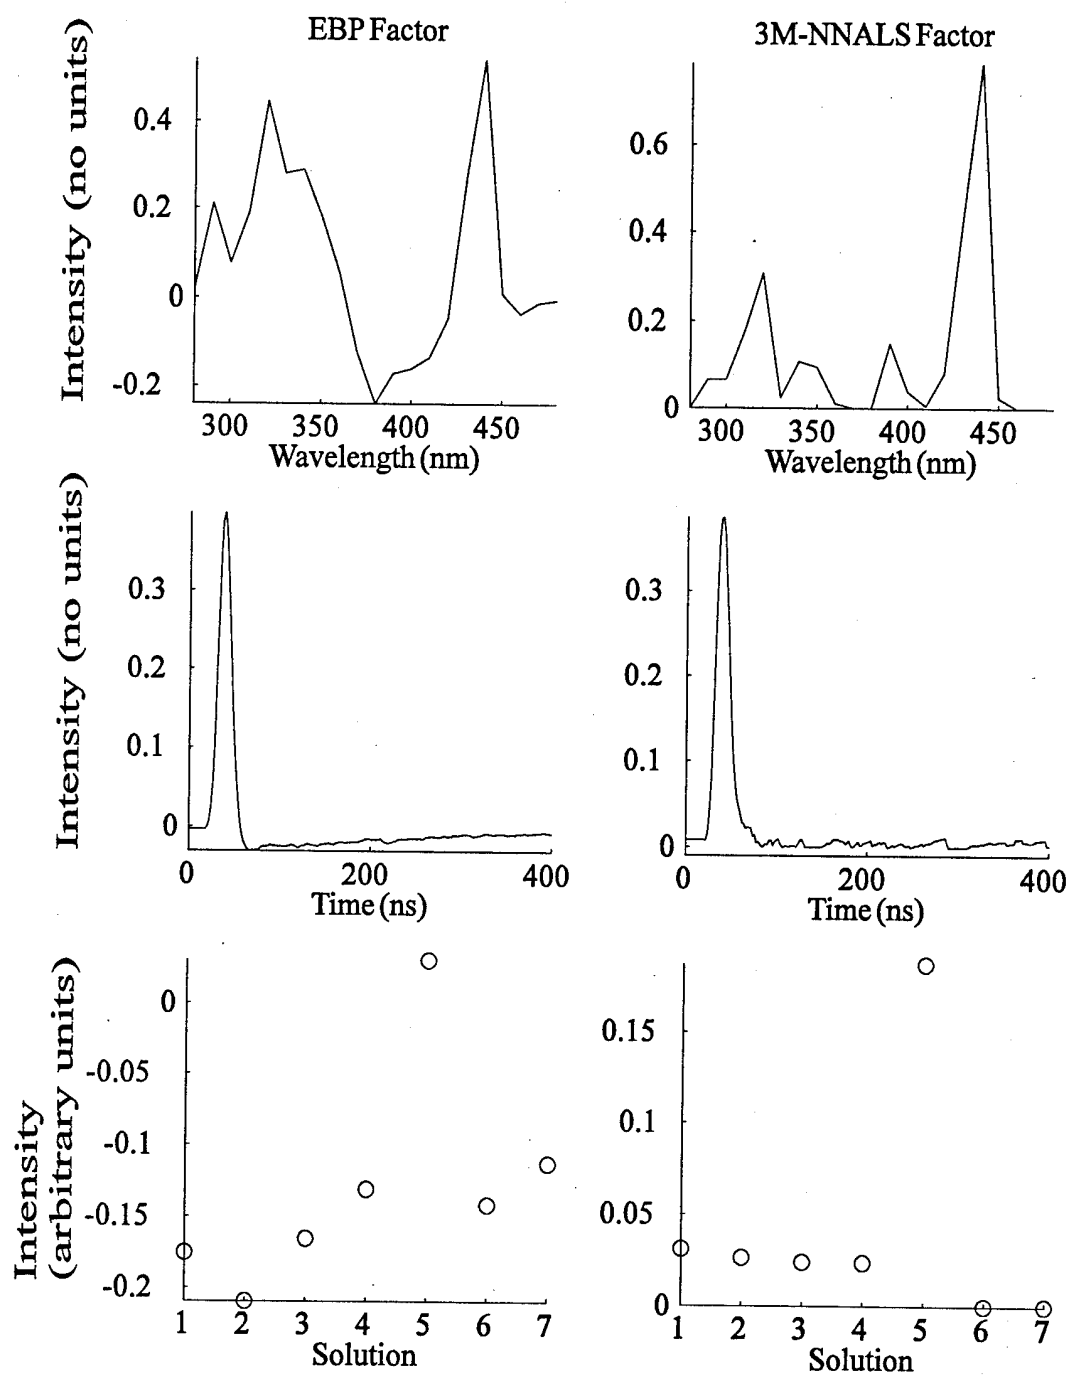 EBP Factor
3M-NNALS Factor
Intensity (no units)
0.4
0.2
0
-0.2
300 350 400 450
Wavelength (nm)
0.6
0.4
0.2
0
300 350 400 450
Wavelength (nm)
Intensity (no units)
0.3
0.2
0.1
0
0 200 400
Time (ns)
0.3
0.2
0.1
0
0 200 400
Time (ns)
Intensity
(arbitrary units)
0
-0.05
-0.1
-0.15
-0.2
1 2 3 4 5 6 7
Solution
0.15
0.1
0.05
0
1 2 3 4 5 6 7
Solution